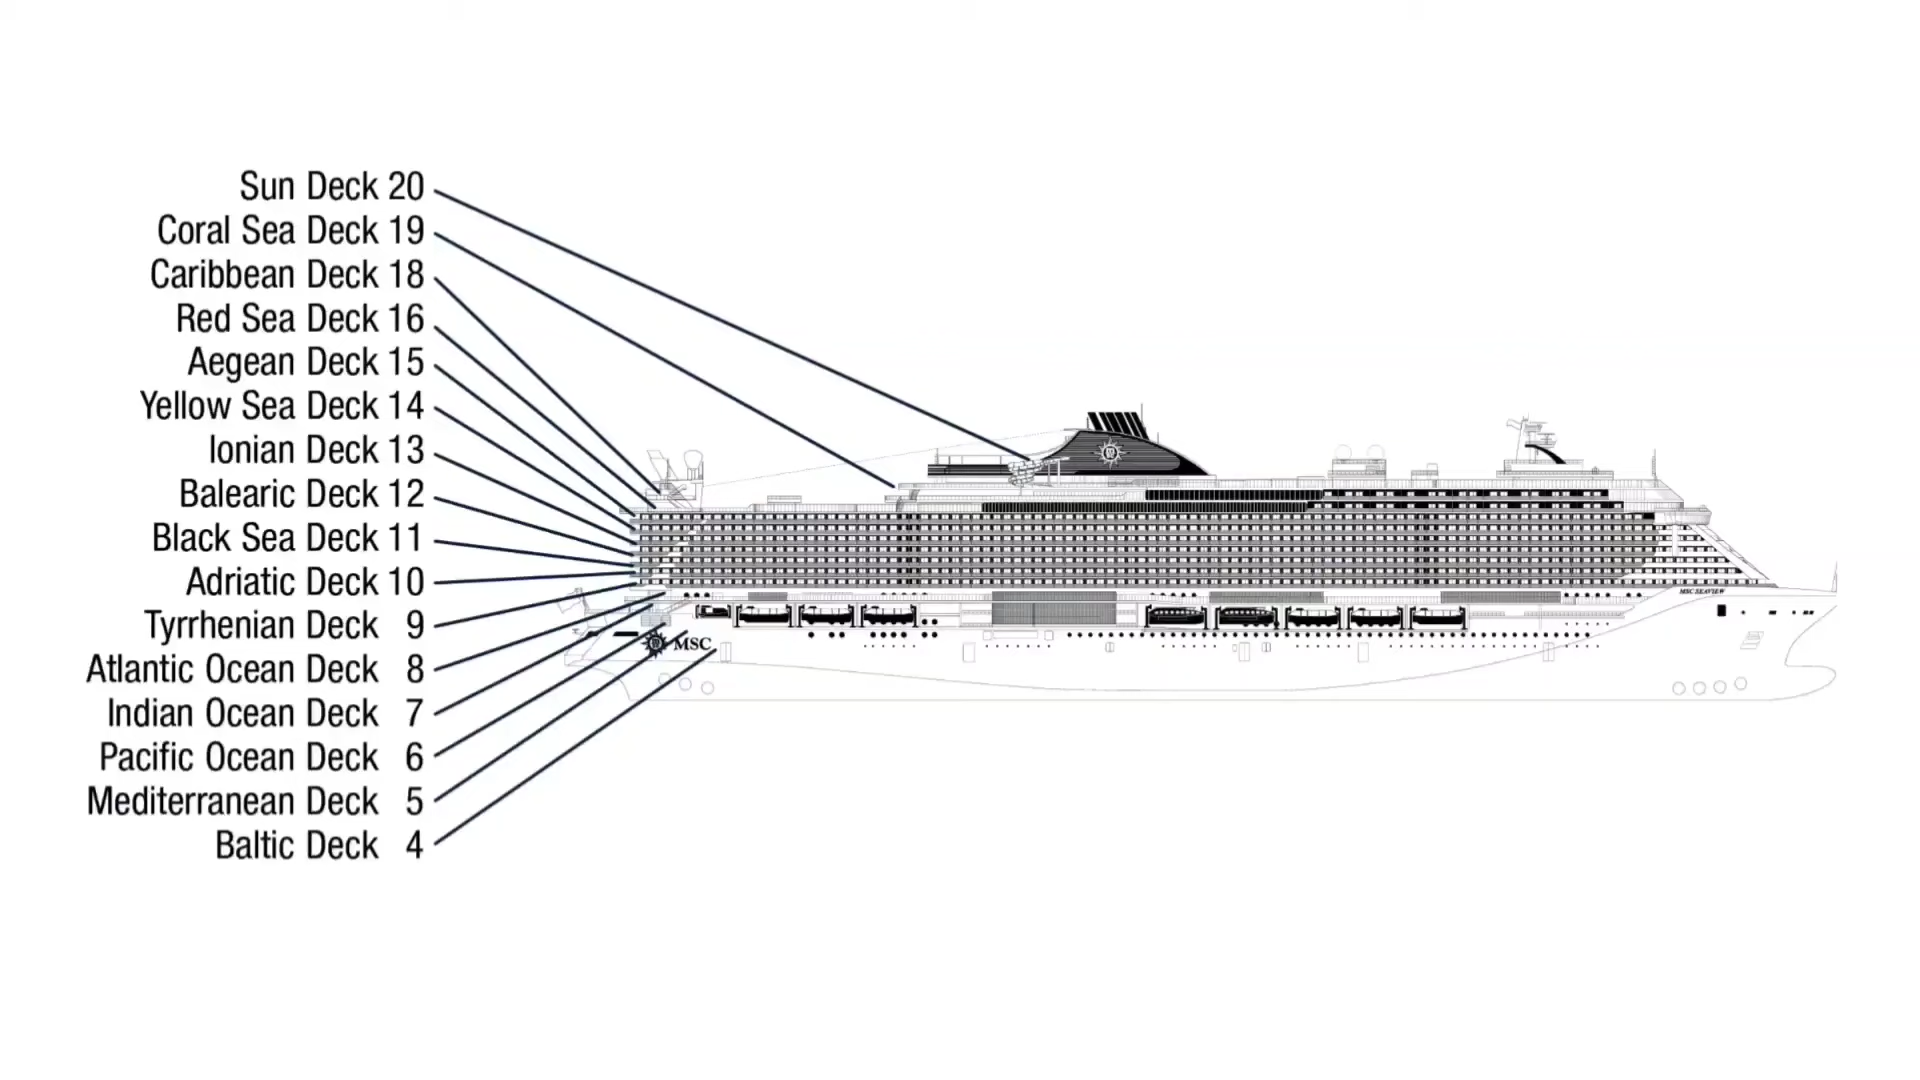 Sun Deck 20
Coral Sea Deck 19
Caribbean Deck 18
Red Sea Deck 16
Aegean Deck 15
Yellow Sea Deck 14
Ionian Deck 13
Balearic Deck 12
Black Sea Deck 11
Adriatic Deck 10
Tyrrhenian Deck 9
Atlantic Ocean Deck 8
Indian Ocean Deck 7
Pacific Ocean Deck 6
Mediterranean Deck 5
Baltic Deck 4
MSC
MSC SEAVIEW